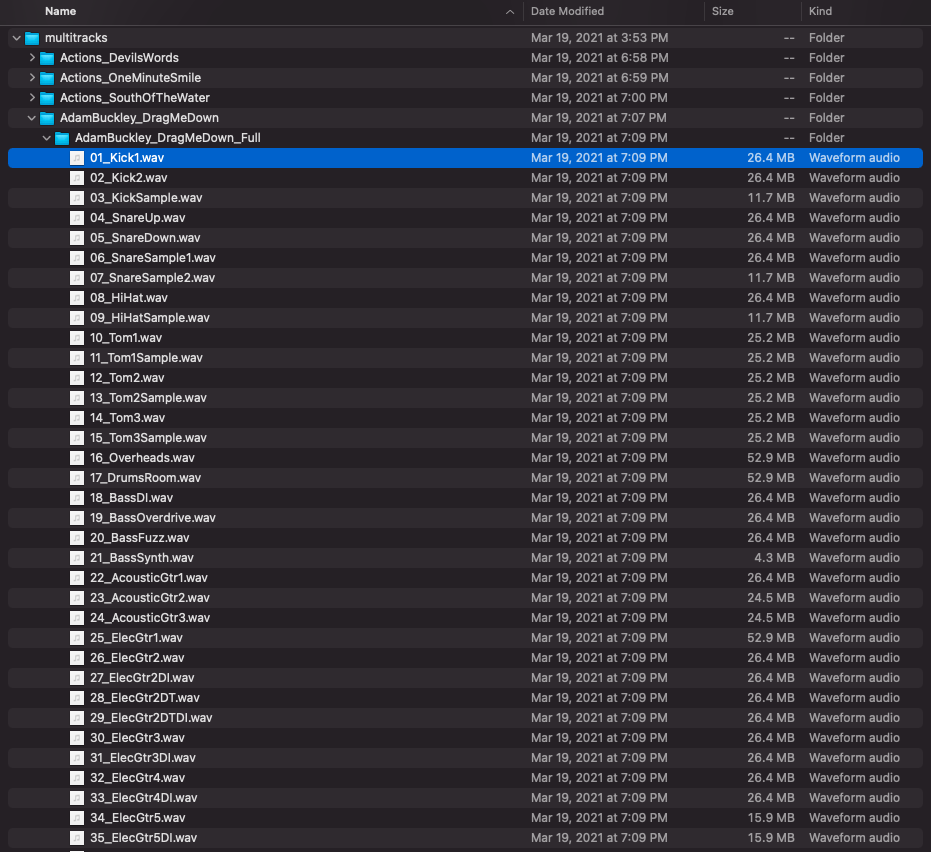 Name Date Modified Size Kind
multitracks Mar 19, 2021 at 3:53 PM -- Folder
Actions_DevilsWords Mar 19, 2021 at 6:58 PM -- Folder
Actions_OneMinuteSmile Mar 19, 2021 at 6:59 PM -- Folder
Actions_SouthOfTheWater Mar 19, 2021 at 7:00 PM -- Folder
AdamBuckley_DragMeDown Mar 19, 2021 at 7:07 PM -- Folder
AdamBuckley_DragMeDown_Full Mar 19, 2021 at 7:09 PM -- Folder
01_Kick1.wav Mar 19, 2021 at 7:09 PM 26.4 MB Waveform audio
02_Kick2.wav Mar 19, 2021 at 7:09 PM 26.4 MB Waveform audio
03_KickSample.wav Mar 19, 2021 at 7:09 PM 11.7 MB Waveform audio
04_SnareUp.wav Mar 19, 2021 at 7:09 PM 26.4 MB Waveform audio
05_SnareDown.wav Mar 19, 2021 at 7:09 PM 26.4 MB Waveform audio
06_SnareSample1.wav Mar 19, 2021 at 7:09 PM 26.4 MB Waveform audio
07_SnareSample2.wav Mar 19, 2021 at 7:09 PM 11.7 MB Waveform audio
08_HiHat.wav Mar 19, 2021 at 7:09 PM 26.4 MB Waveform audio
09_HiHatSample.wav Mar 19, 2021 at 7:09 PM 11.7 MB Waveform audio
10_Tom1.wav Mar 19, 2021 at 7:09 PM 25.2 MB Waveform audio
11_Tom1Sample.wav Mar 19, 2021 at 7:09 PM 25.2 MB Waveform audio
12_Tom2.wav Mar 19, 2021 at 7:09 PM 25.2 MB Waveform audio
13_Tom2Sample.wav Mar 19, 2021 at 7:09 PM 25.2 MB Waveform audio
14_Tom3.wav Mar 19, 2021 at 7:09 PM 25.2 MB Waveform audio
15_Tom3Sample.wav Mar 19, 2021 at 7:09 PM 25.2 MB Waveform audio
16_Overheads.wav Mar 19, 2021 at 7:09 PM 52.9 MB Waveform audio
17_DrumsRoom.wav Mar 19, 2021 at 7:09 PM 52.9 MB Waveform audio
18_BassDI.wav Mar 19, 2021 at 7:09 PM 26.4 MB Waveform audio
19_BassOverdrive.wav Mar 19, 2021 at 7:09 PM 26.4 MB Waveform audio
20_BassFuzz.wav Mar 19, 2021 at 7:09 PM 26.4 MB Waveform audio
21_BassSynth.wav Mar 19, 2021 at 7:09 PM 4.3 MB Waveform audio
22_AcousticGtr1.wav Mar 19, 2021 at 7:09 PM 26.4 MB Waveform audio
23_AcousticGtr2.wav Mar 19, 2021 at 7:09 PM 24.5 MB Waveform audio
24_AcousticGtr3.wav Mar 19, 2021 at 7:09 PM 24.5 MB Waveform audio
25_ElecGtr1.wav Mar 19, 2021 at 7:09 PM 52.9 MB Waveform audio
26_ElecGtr2.wav Mar 19, 2021 at 7:09 PM 26.4 MB Waveform audio
27_ElecGtr2DI.wav Mar 19, 2021 at 7:09 PM 26.4 MB Waveform audio
28_ElecGtr2DT.wav Mar 19, 2021 at 7:09 PM 26.4 MB Waveform audio
29_ElecGtr2DTDI.wav Mar 19, 2021 at 7:09 PM 26.4 MB Waveform audio
30_ElecGtr3.wav Mar 19, 2021 at 7:09 PM 26.4 MB Waveform audio
31_ElecGtr3DI.wav Mar 19, 2021 at 7:09 PM 26.4 MB Waveform audio
32_ElecGtr4.wav Mar 19, 2021 at 7:09 PM 26.4 MB Waveform audio
33_ElecGtr4DI.wav Mar 19, 2021 at 7:09 PM 26.4 MB Waveform audio
34_ElecGtr5.wav Mar 19, 2021 at 7:09 PM 15.9 MB Waveform audio
35_ElecGtr5DI.wav Mar 19, 2021 at 7:09 PM 15.9 MB Waveform audio